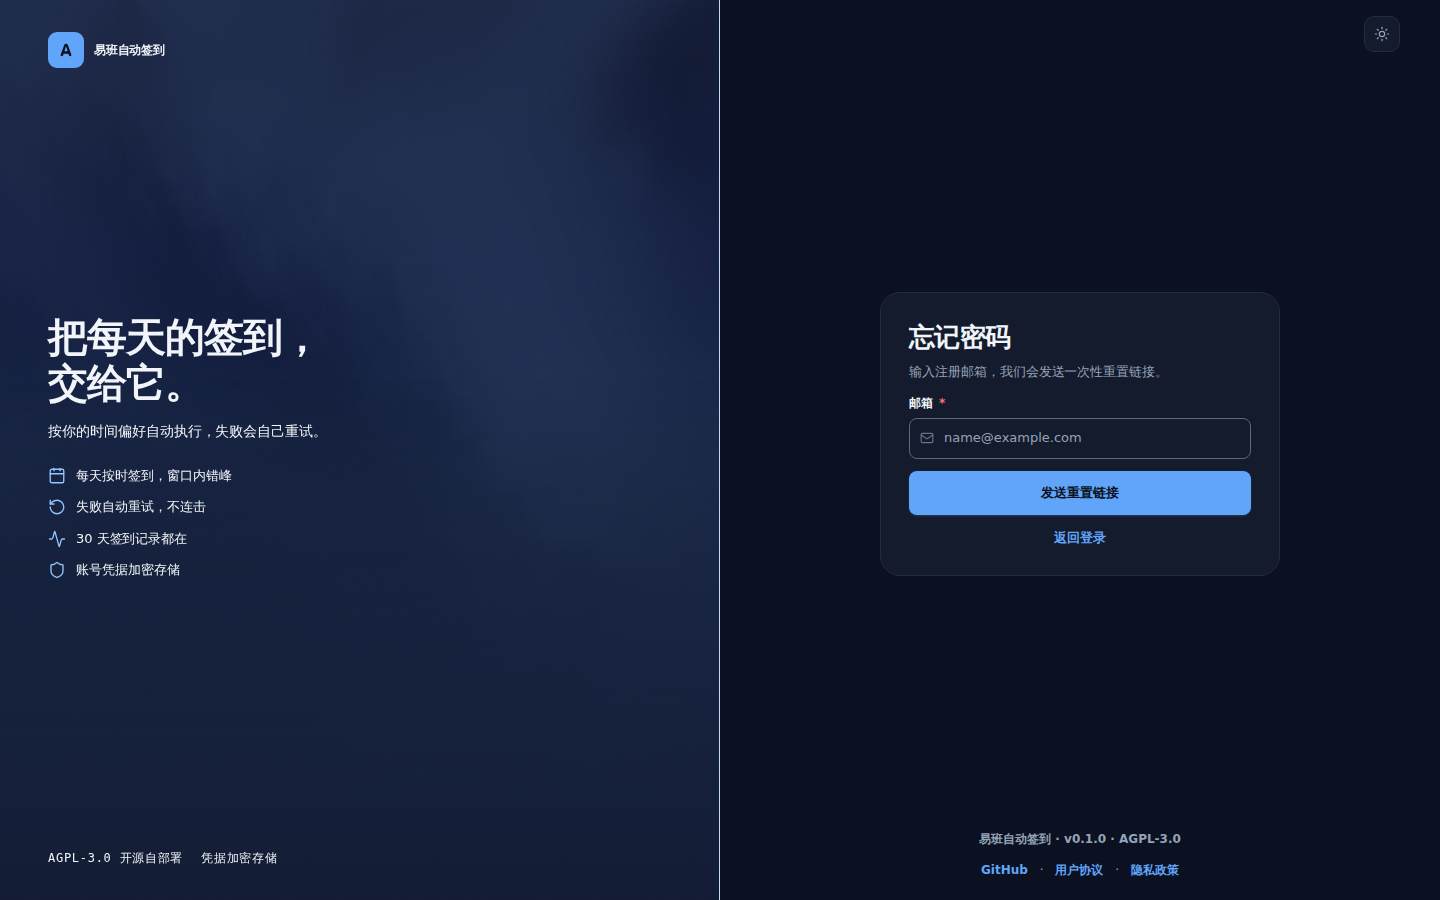 A 易班自动签到
把每天的签到，
交给它。
按你的时间偏好自动执行，失败会自己重试。
每天按时签到，窗口内错峰
失败自动重试，不连击
30 天签到记录都在
账号凭据加密存储
AGPL-3.0 开源自部署 凭据加密存储
忘记密码
输入注册邮箱，我们会发送一次性重置链接。
邮箱 *
name@example.com
发送重置链接
返回登录
易班自动签到 · v0.1.0 · AGPL-3.0
GitHub · 用户协议 · 隐私政策